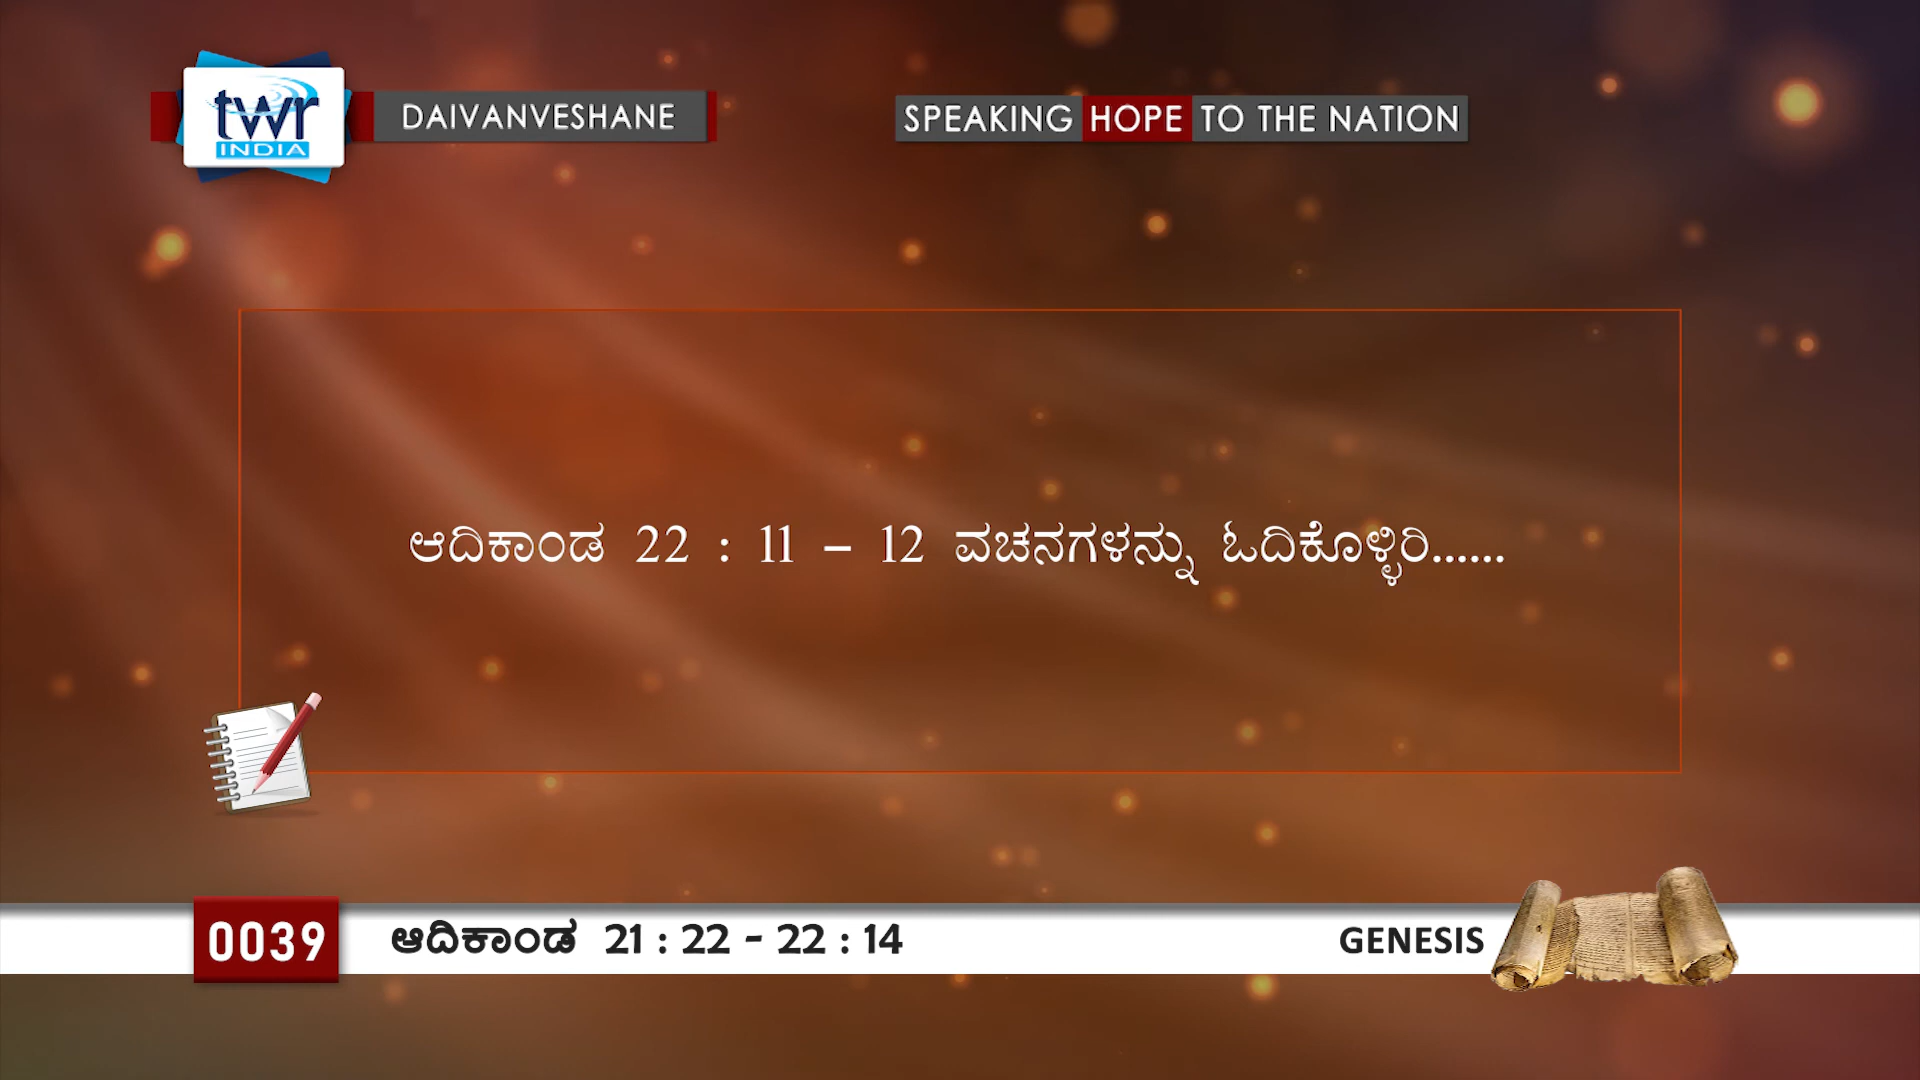 twr
INDIA
DAIVANVESHANE
SPEAKING HOPE TO THE NATION
ಆದಿಕಾಂಡ 22 : 11 – 12 ವಚನಗಳನ್ನು ಓದಿಕೊಳ್ಳಿರಿ......
0039
ಆದಿಕಾಂಡ 21 : 22 - 22 : 14
GENESIS